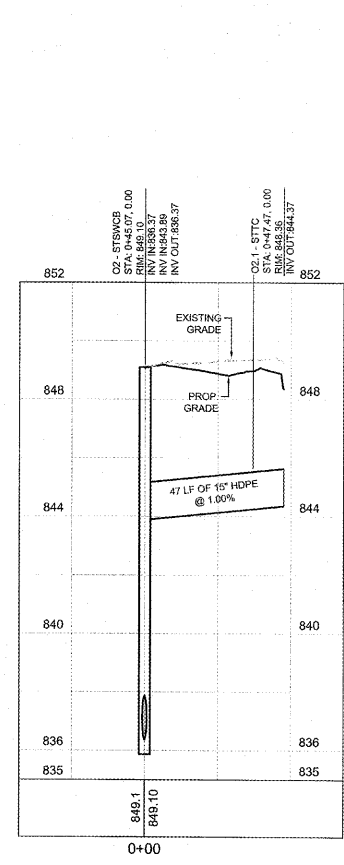 O2 - STSWCB
STA: 0+45.07, 0.00
RIM: 849.10
INV IN:836.37
INV IN:843.89
INV OUT:836.37
O2.1 - STTC
STA: 0+47.47, 0.00
RIM: 848.36
INV OUT:844.37
852
852
EXISTING
GRADE
848
848
PROP.
GRADE
47 LF OF 15" HDPE
@ 1.00%
844
844
840
840
836
836
835
835
849.1
849.10
0+00